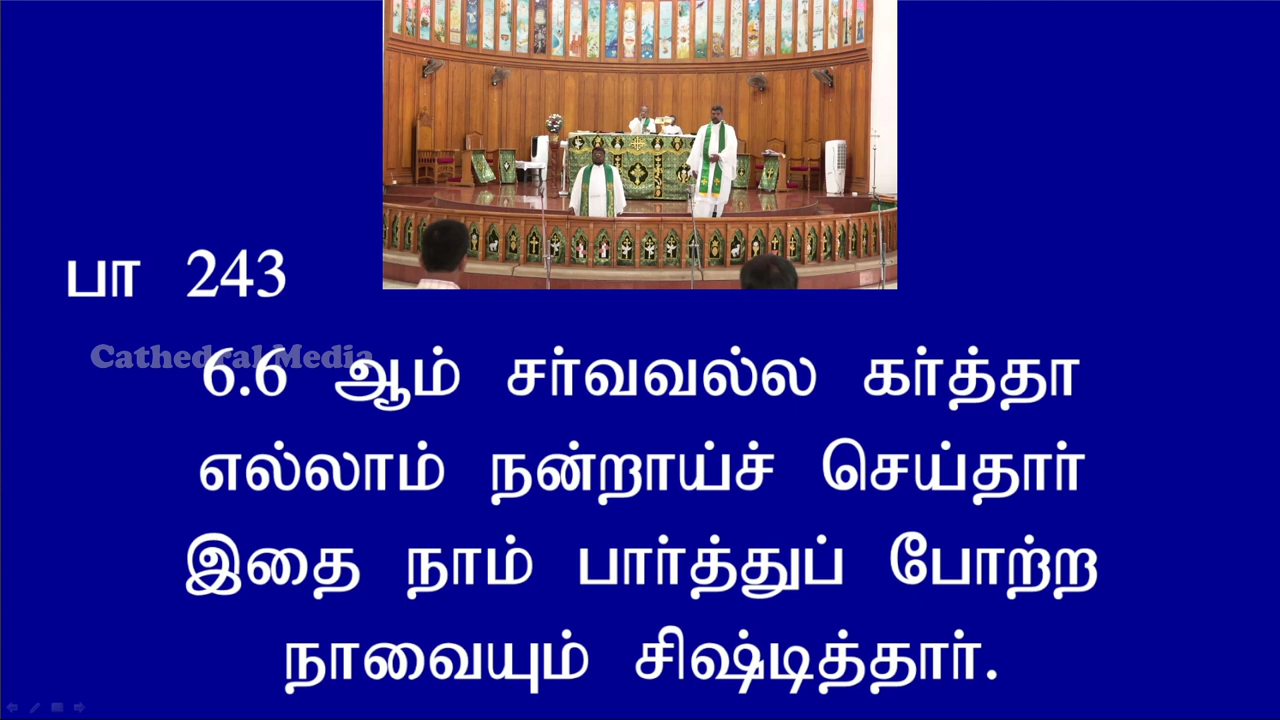 பா 243
Cathedral Media
6.6 ஆம் சர்வவல்ல கர்த்தா
எல்லாம் நன்றாய்ச் செய்தார்
இதை நாம் பார்த்துப் போற்ற
நாவையும் சிஷ்டித்தார்.